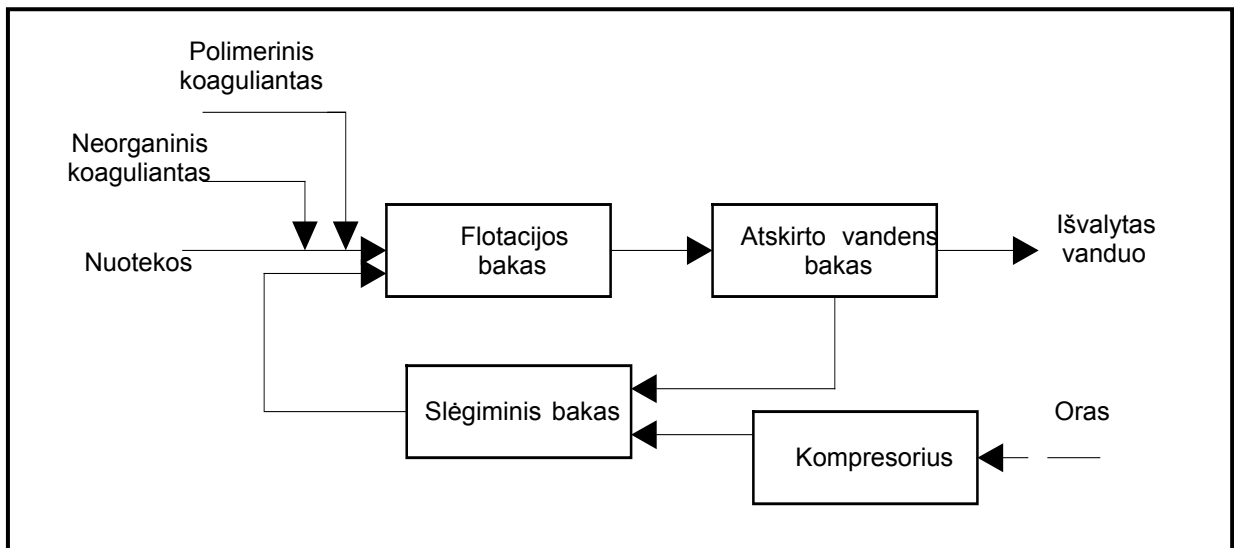 Polimerinis
koaguliantas
Neorganinis
koaguliantas
Nuotekos
Flotacijos
bakas
Atskirto vandens
bakas
Išvalytas
vanduo
Slėgiminis bakas
Kompresorius
Oras